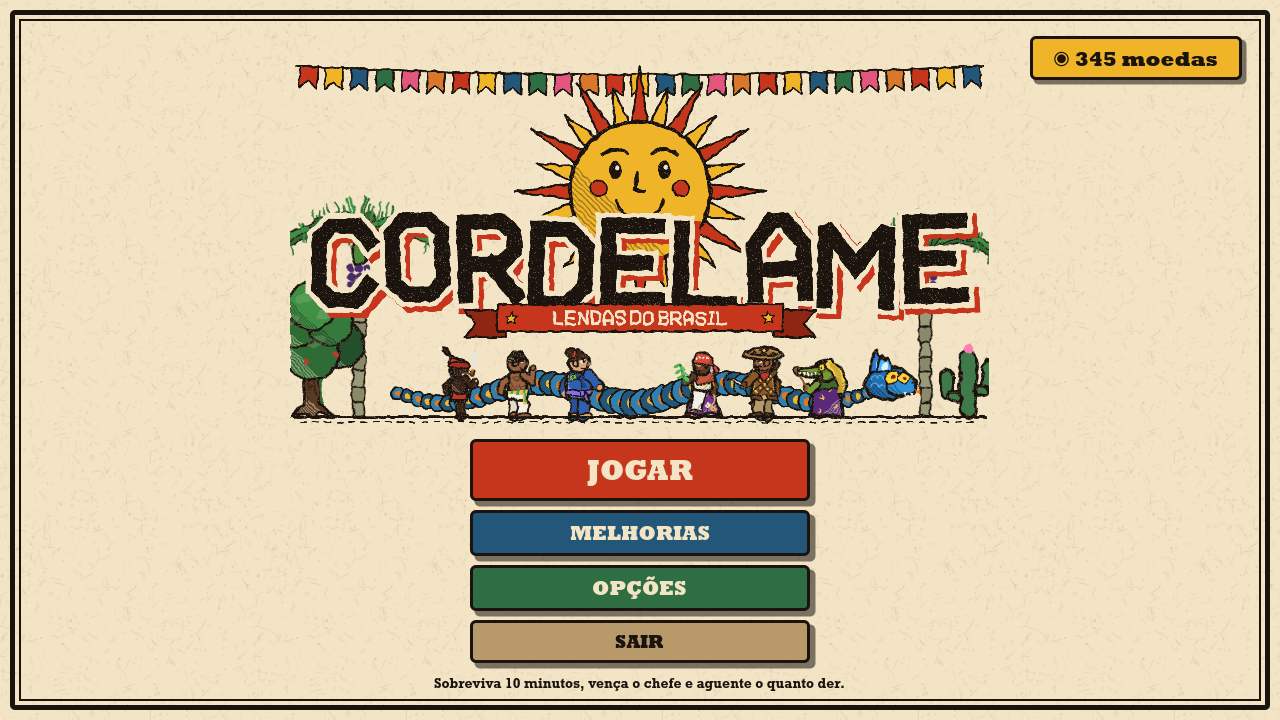 ◉ 345 moedas
CORDELAME
LENDAS DO BRASIL
JOGAR
MELHORIAS
OPÇÕES
SAIR
Sobreviva 10 minutos, vença o chefe e aguente o quanto der.